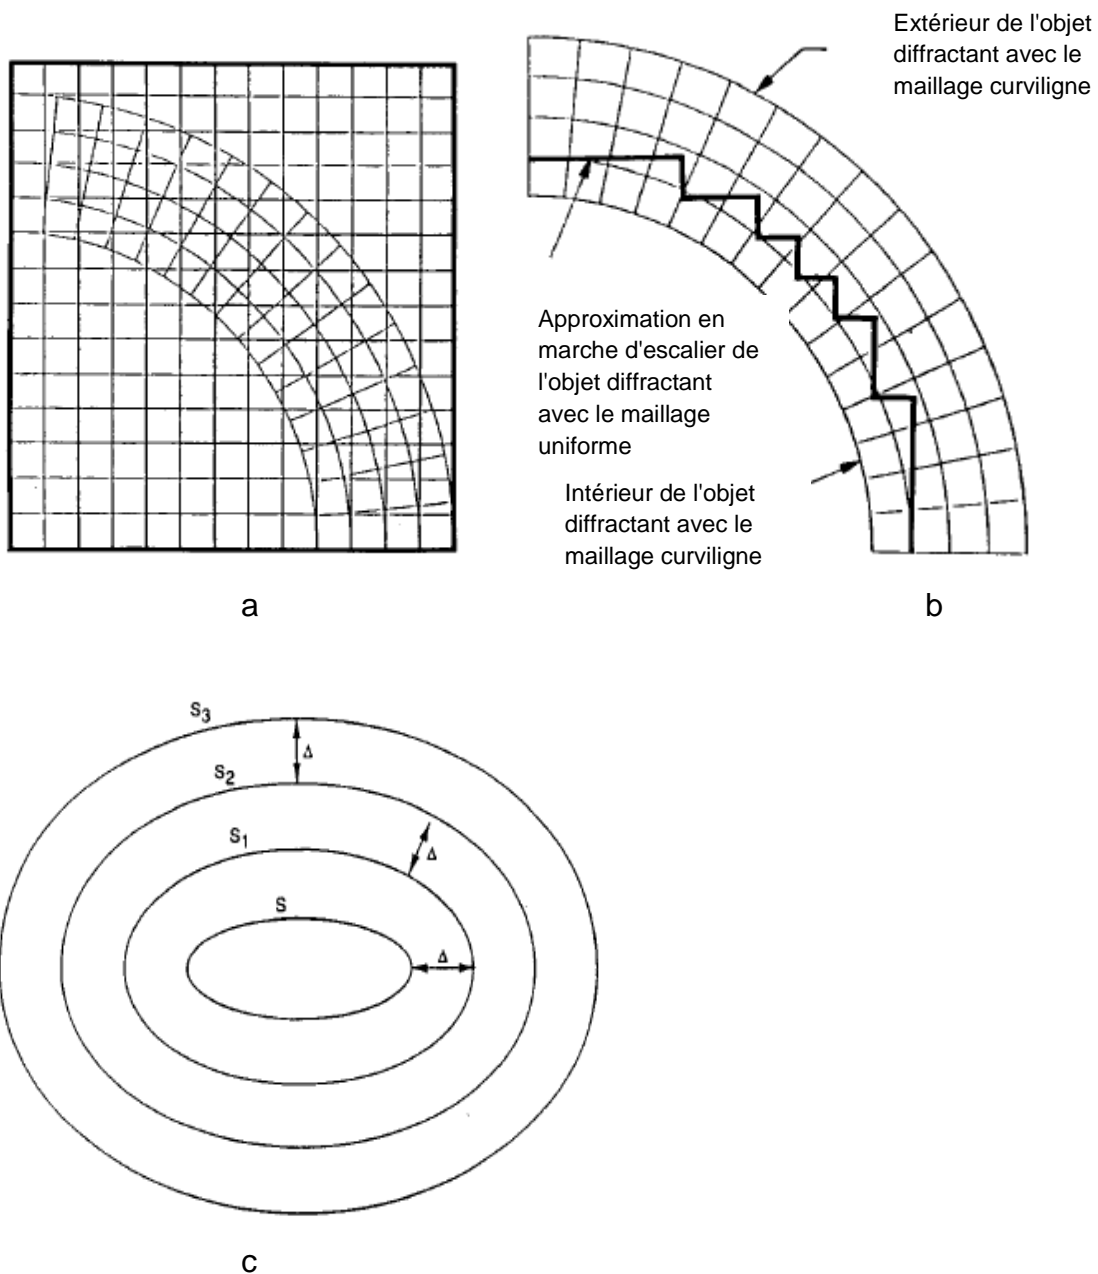 Extérieur de l'objet
diffractant avec le
maillage curviligne
Approximation en
marche d'escalier de
l'objet diffractant
avec le maillage
uniforme
Intérieur de l'objet
diffractant avec le
maillage curviligne
a
b
S3
Δ
S2
S1
Δ
S
Δ
c